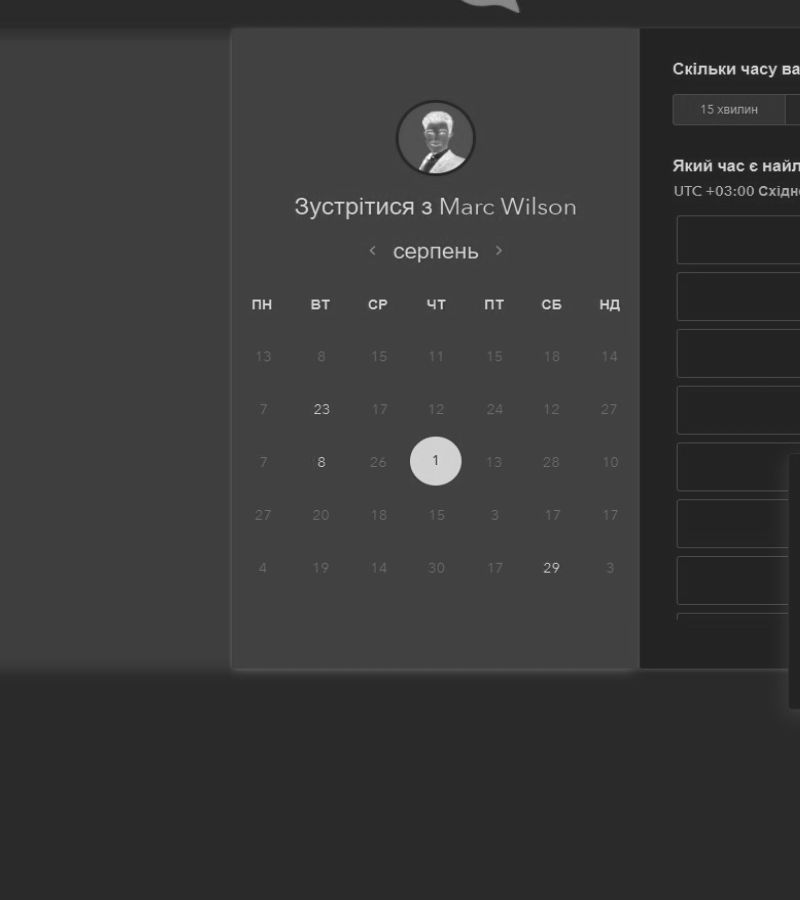 Зустрітися з Marc Wilson
серпень
ПН ВТ СР ЧТ ПТ СБ НД
13 8 15 11 15 18 14
7 23 17 12 24 12 27
7 8 26 1 13 28 10
27 20 18 15 3 17 17
4 19 14 30 17 29 3
Скільки часу ва
15 хвилин
Який час є найл
UTC +03:00 Східн